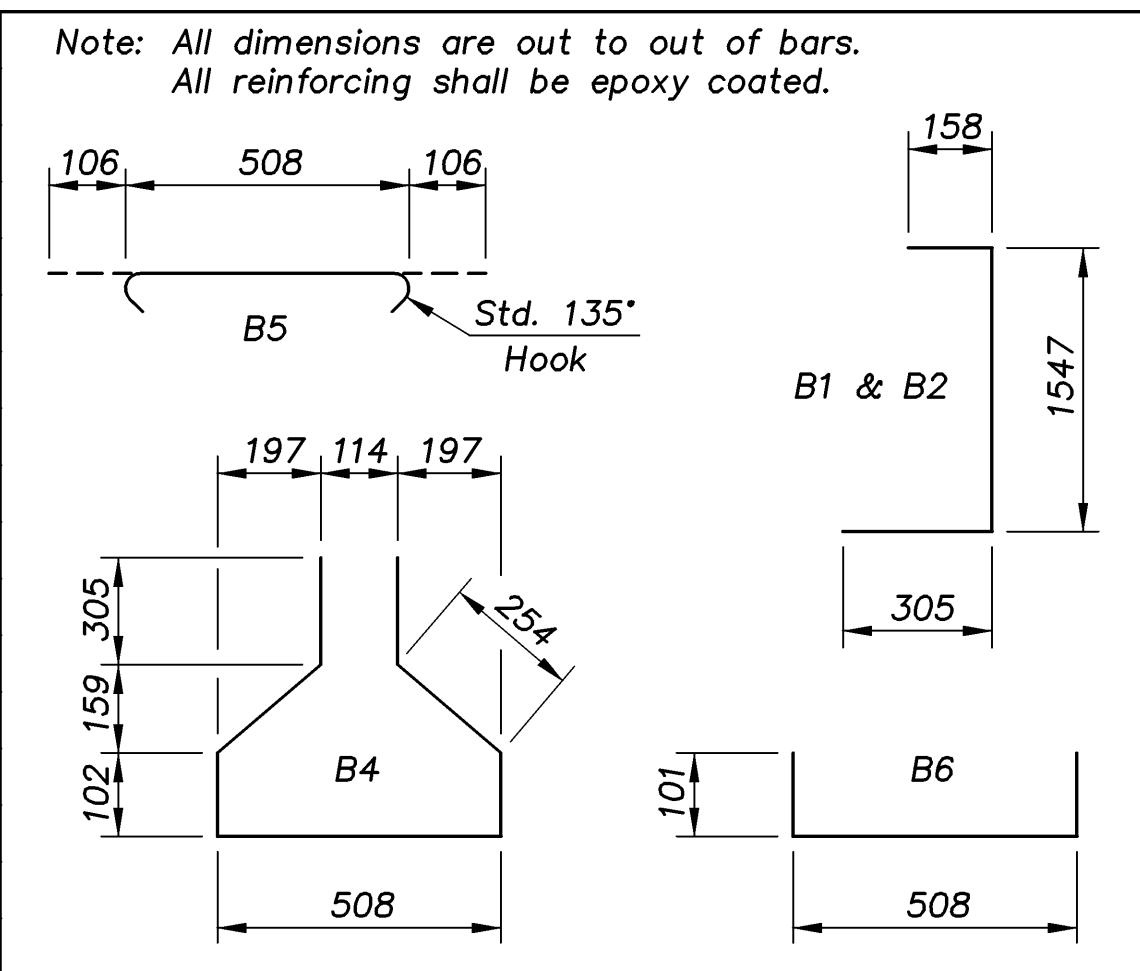 Note: All dimensions are out to out of bars.
All reinforcing shall be epoxy coated.
106 508 106
B5
Std. 135°
Hook
158
B1 & B2
1547
305
197 114 197
305
159
102
254
B4
508
101
B6
508